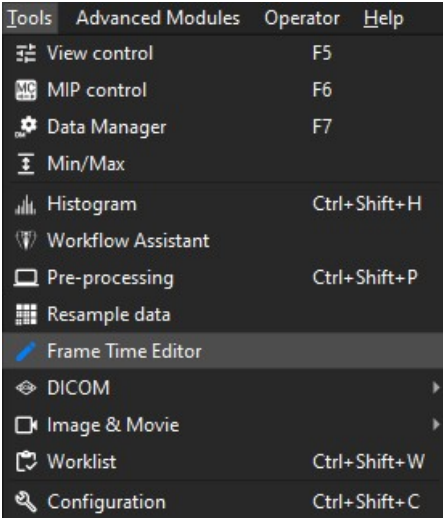 Tools Advanced Modules Operator Help
View control F5
MC MIP control F6
DM Data Manager F7
Min/Max
Histogram Ctrl+Shift+H
Workflow Assistant
Pre-processing Ctrl+Shift+P
Resample data
Frame Time Editor
DICOM
Image & Movie
Worklist Ctrl+Shift+W
Configuration Ctrl+Shift+C